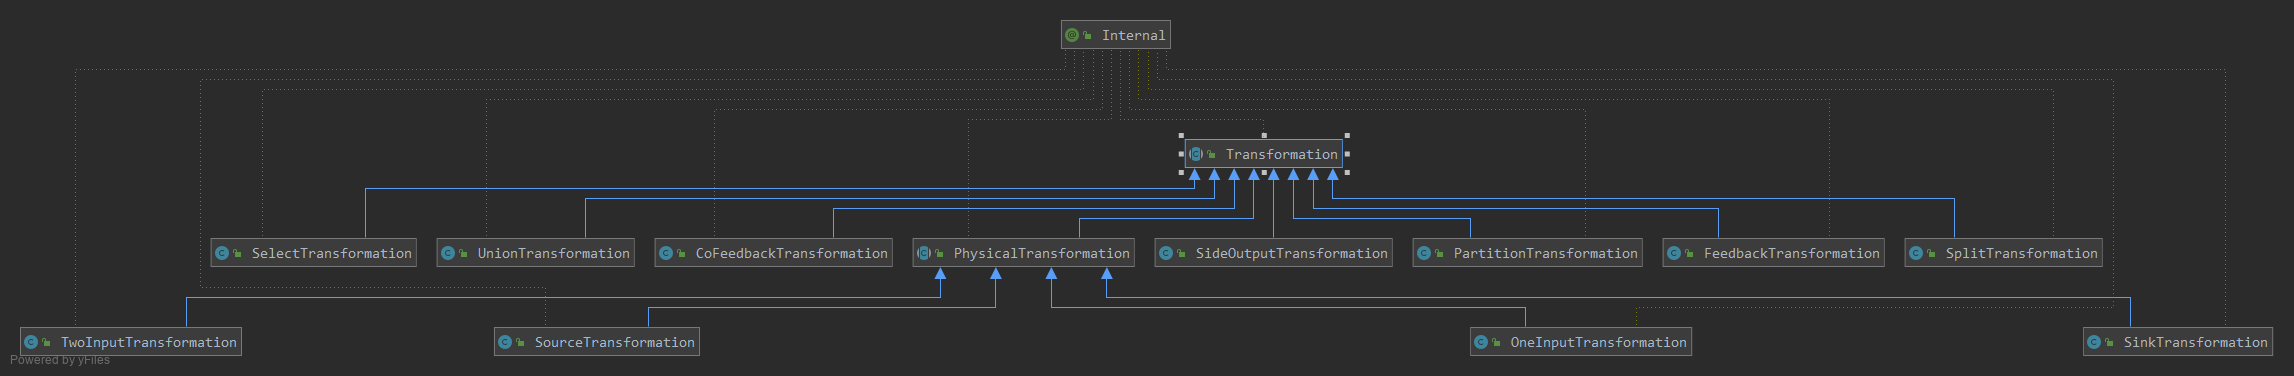 Internal
Transformation
SelectTransformation
UnionTransformation
CoFeedbackTransformation
PhysicalTransformation
SideOutputTransformation
PartitionTransformation
FeedbackTransformation
SplitTransformation
TwoInputTransformation
SourceTransformation
OneInputTransformation
SinkTransformation
Powered by yFiles